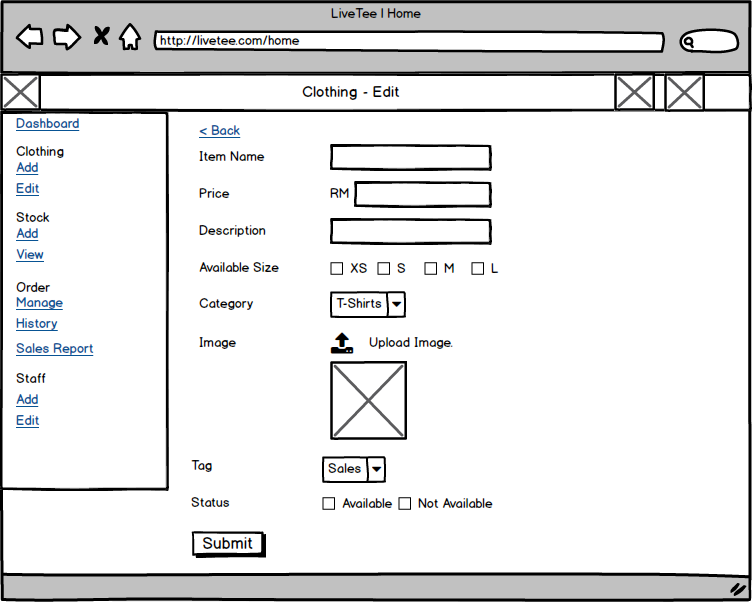 LiveTee | Home
http://livetee.com/home
Clothing - Edit
Dashboard
Clothing
Add
Edit
Stock
Add
View
Order
Manage
History
Sales Report
Staff
Add
Edit
< Back
Item Name
Price RM
Description
Available Size XS S M L
Category T-Shirts
Image Upload Image.
Tag Sales
Status Available Not Available
Submit